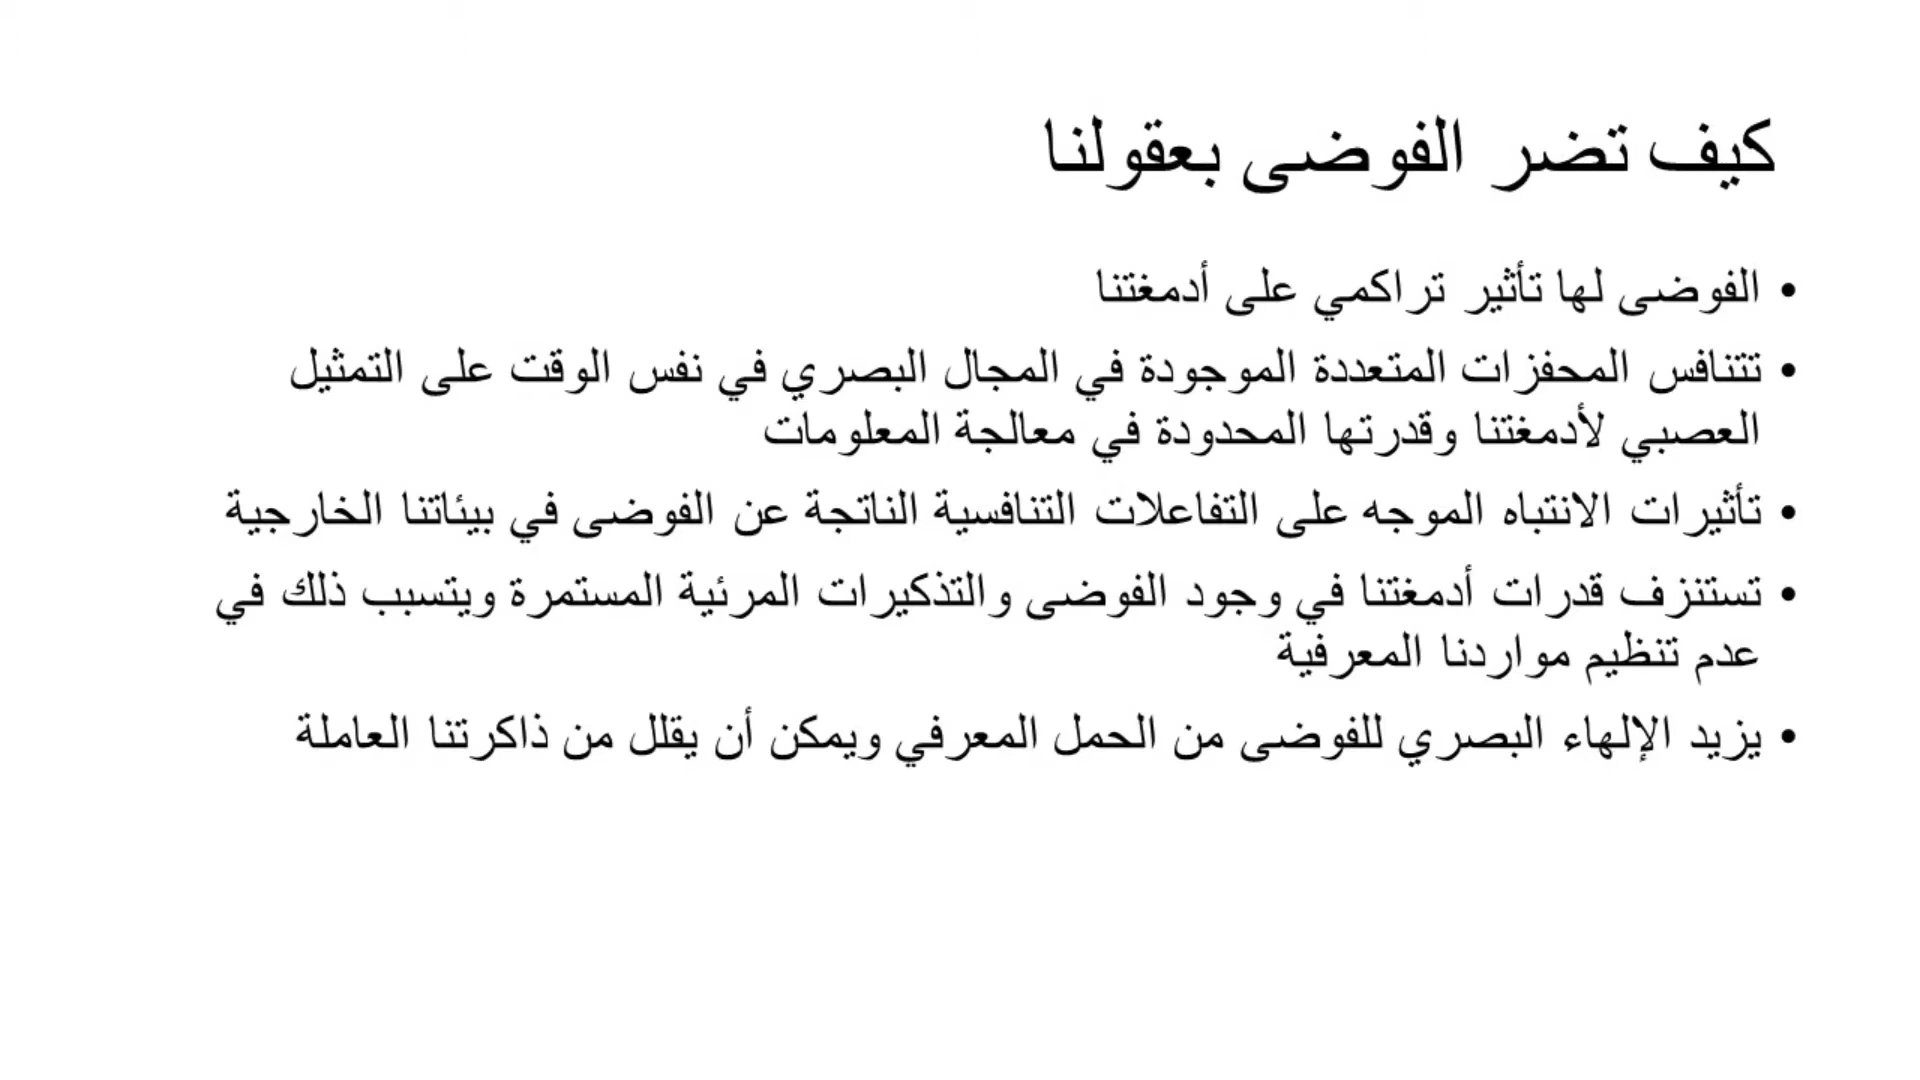 كيف تضر الفوضى بعقولنا
• الفوضى لها تأثير تراكمي على أدمغتنا
• تتنافس المحفزات المتعددة الموجودة في المجال البصري في نفس الوقت على التمثيل
العصبي لأدمغتنا وقدرتها المحدودة في معالجة المعلومات
• تأثيرات الانتباه الموجه على التفاعلات التنافسية الناتجة عن الفوضى في بيئاتنا الخارجية
• تستنزف قدرات أدمغتنا في وجود الفوضى والتذكيرات المرئية المستمرة ويتسبب ذلك في
عدم تنظيم مواردنا المعرفية
• يزيد الإلهاء البصري للفوضى من الحمل المعرفي ويمكن أن يقلل من ذاكرتنا العاملة